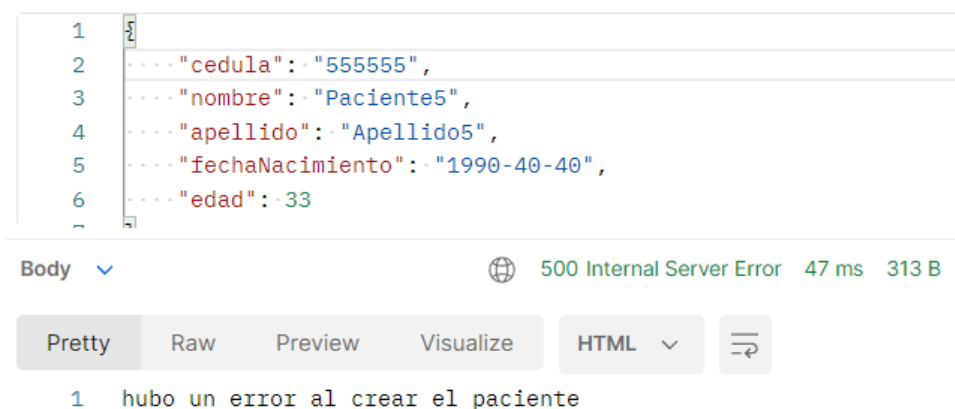 1 {
2 "cedula": "555555",
3 "nombre": "Paciente5",
4 "apellido": "Apellido5",
5 "fechaNacimiento": "1990-40-40",
6 "edad": 33
Body 500 Internal Server Error 47 ms 313 B
Pretty Raw Preview Visualize HTML
1 hubo un error al crear el paciente